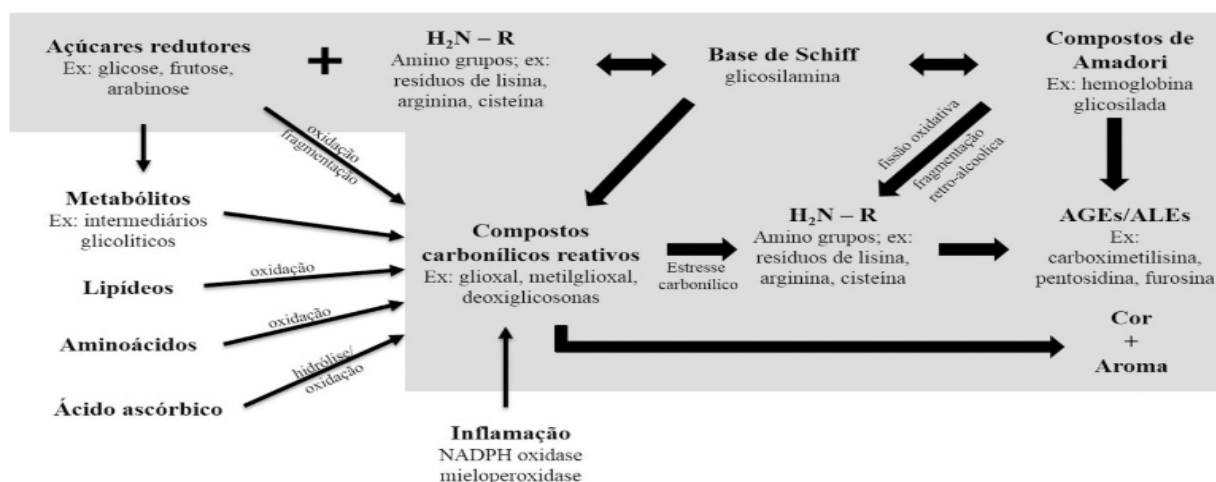 Açúcares redutores
Ex: glicose, frutose,
arabinose
+
H₂N – R
Amino grupos; ex:
resíduos de lisina,
arginina, cisteína
Base de Schiff
glicosilamina
Compostos de
Amadori
Ex: hemoglobina
glicosilada
oxidação
fragmentação
fissão oxidativa
fragmentação
retro-alcoólica
Metabólitos
Ex: intermediários
glicolíticos
Lipídeos
oxidação
Aminoácidos
oxidação
Ácido ascórbico
hidrólise/
oxidação
Compostos
carbonílicos reativos
Ex: glioxal, metilglioxal,
deoxiglicosonas
Estresse
carbonílico
H₂N – R
Amino grupos; ex:
resíduos de lisina,
arginina, cisteína
AGEs/ALEs
Ex:
carboximetilisina,
pentosidina, furosina
Cor
+
Aroma
Inflamação
NADPH oxidase
mieloperoxidase